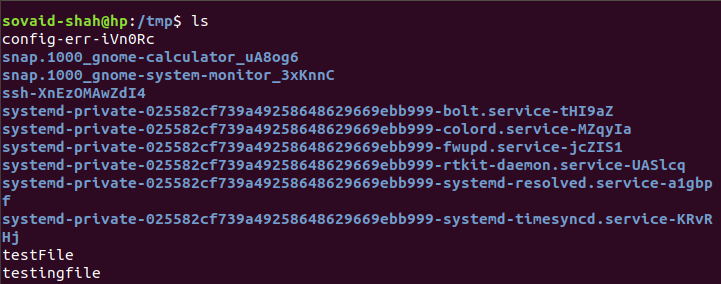 sovaid-shah@hp:/tmp$ ls
config-err-iVn0Rc
snap.1000_gnome-calculator_uA8og6
snap.1000_gnome-system-monitor_3xKnnC
ssh-XnEzOMAwZdI4
systemd-private-025582cf739a49258648629669ebb999-bolt.service-tHI9aZ
systemd-private-025582cf739a49258648629669ebb999-colord.service-MZqyIa
systemd-private-025582cf739a49258648629669ebb999-fwupd.service-jcZIS1
systemd-private-025582cf739a49258648629669ebb999-rtkit-daemon.service-UASlcq
systemd-private-025582cf739a49258648629669ebb999-systemd-resolved.service-a1gbp
f
systemd-private-025582cf739a49258648629669ebb999-systemd-timesyncd.service-KRvR
Hj
testFile
testingfile